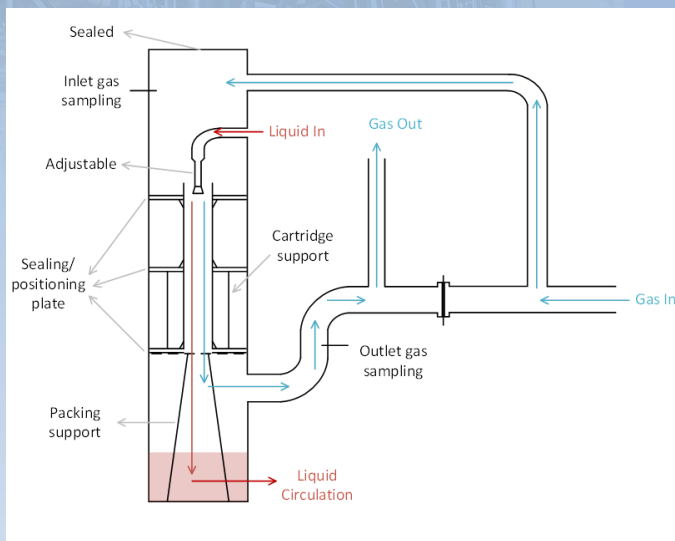 Sealed
Inlet gas
sampling
Liquid In
Gas Out
Adjustable
Cartridge
support
Sealing/
positioning
plate
Gas In
Outlet gas
sampling
Packing
support
Liquid
Circulation